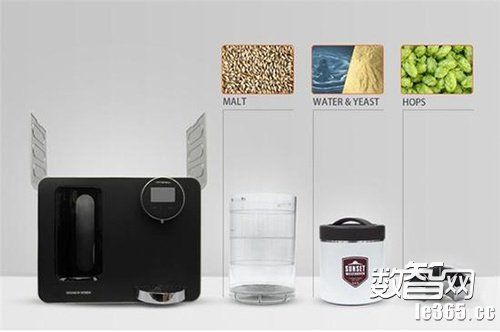 MALT
WATER & YEAST
HOPS
SUNSET
数智网
le365.cc